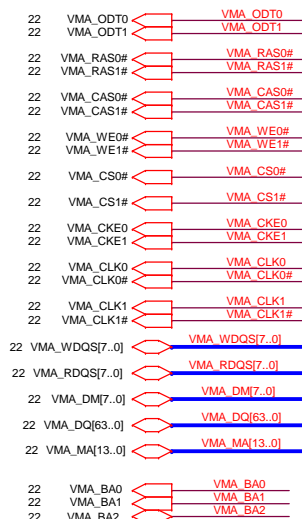 22 VMA_ODT0 VMA_ODT0
22 VMA_ODT1 VMA_ODT1
22 VMA_RAS0# VMA_RAS0#
22 VMA_RAS1# VMA_RAS1#
22 VMA_CAS0# VMA_CAS0#
22 VMA_CAS1# VMA_CAS1#
22 VMA_WE0# VMA_WE0#
22 VMA_WE1# VMA_WE1#
22 VMA_CS0# VMA_CS0#
22 VMA_CS1# VMA_CS1#
22 VMA_CKE0 VMA_CKE0
22 VMA_CKE1 VMA_CKE1
22 VMA_CLK0 VMA_CLK0
22 VMA_CLK0# VMA_CLK0#
22 VMA_CLK1 VMA_CLK1
22 VMA_CLK1# VMA_CLK1#
22 VMA_WDQS[7..0] VMA_WDQS[7..0]
22 VMA_RDQS[7..0] VMA_RDQS[7..0]
22 VMA_DM[7..0] VMA_DM[7..0]
22 VMA_DQ[63..0] VMA_DQ[63..0]
22 VMA_MA[13..0] VMA_MA[13..0]
22 VMA_BA0 VMA_BA0
22 VMA_BA1 VMA_BA1
22 VMA_BA2 VMA_BA2